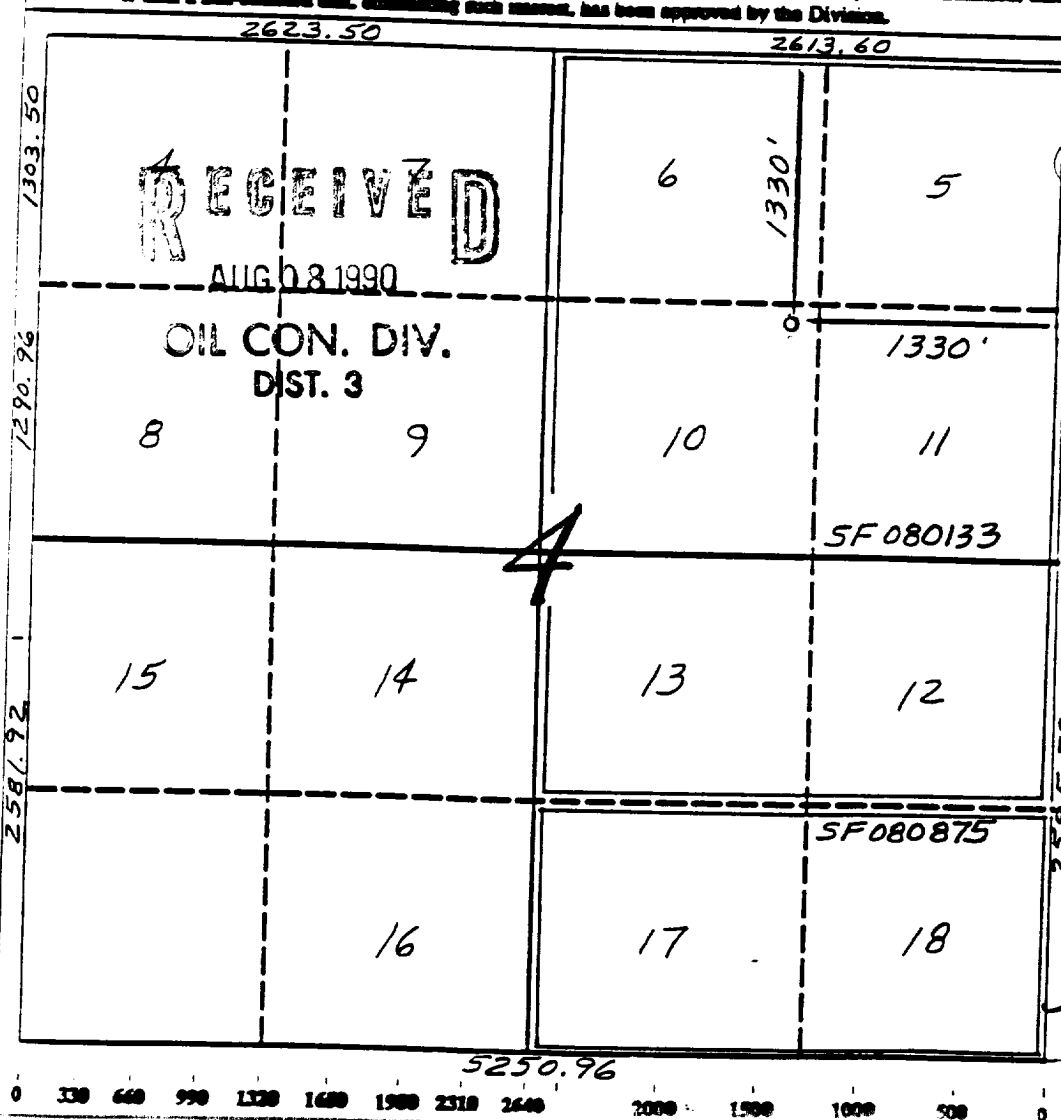 such interest, has been approved by the Division.
2623.50 2613.60
1303.50
1330'
6 5
7
RECEIVED
AUG 08 1990
OIL CON. DIV.
DIST. 3
1330'
1290.96
8 9 10 11
4
SF 080133
15 14 13 12
2581.92
SF 080875
16 17 18
5250.96
0 330 660 990 1320 1650 1980 2310 2640 2000 1500 1000 500 0